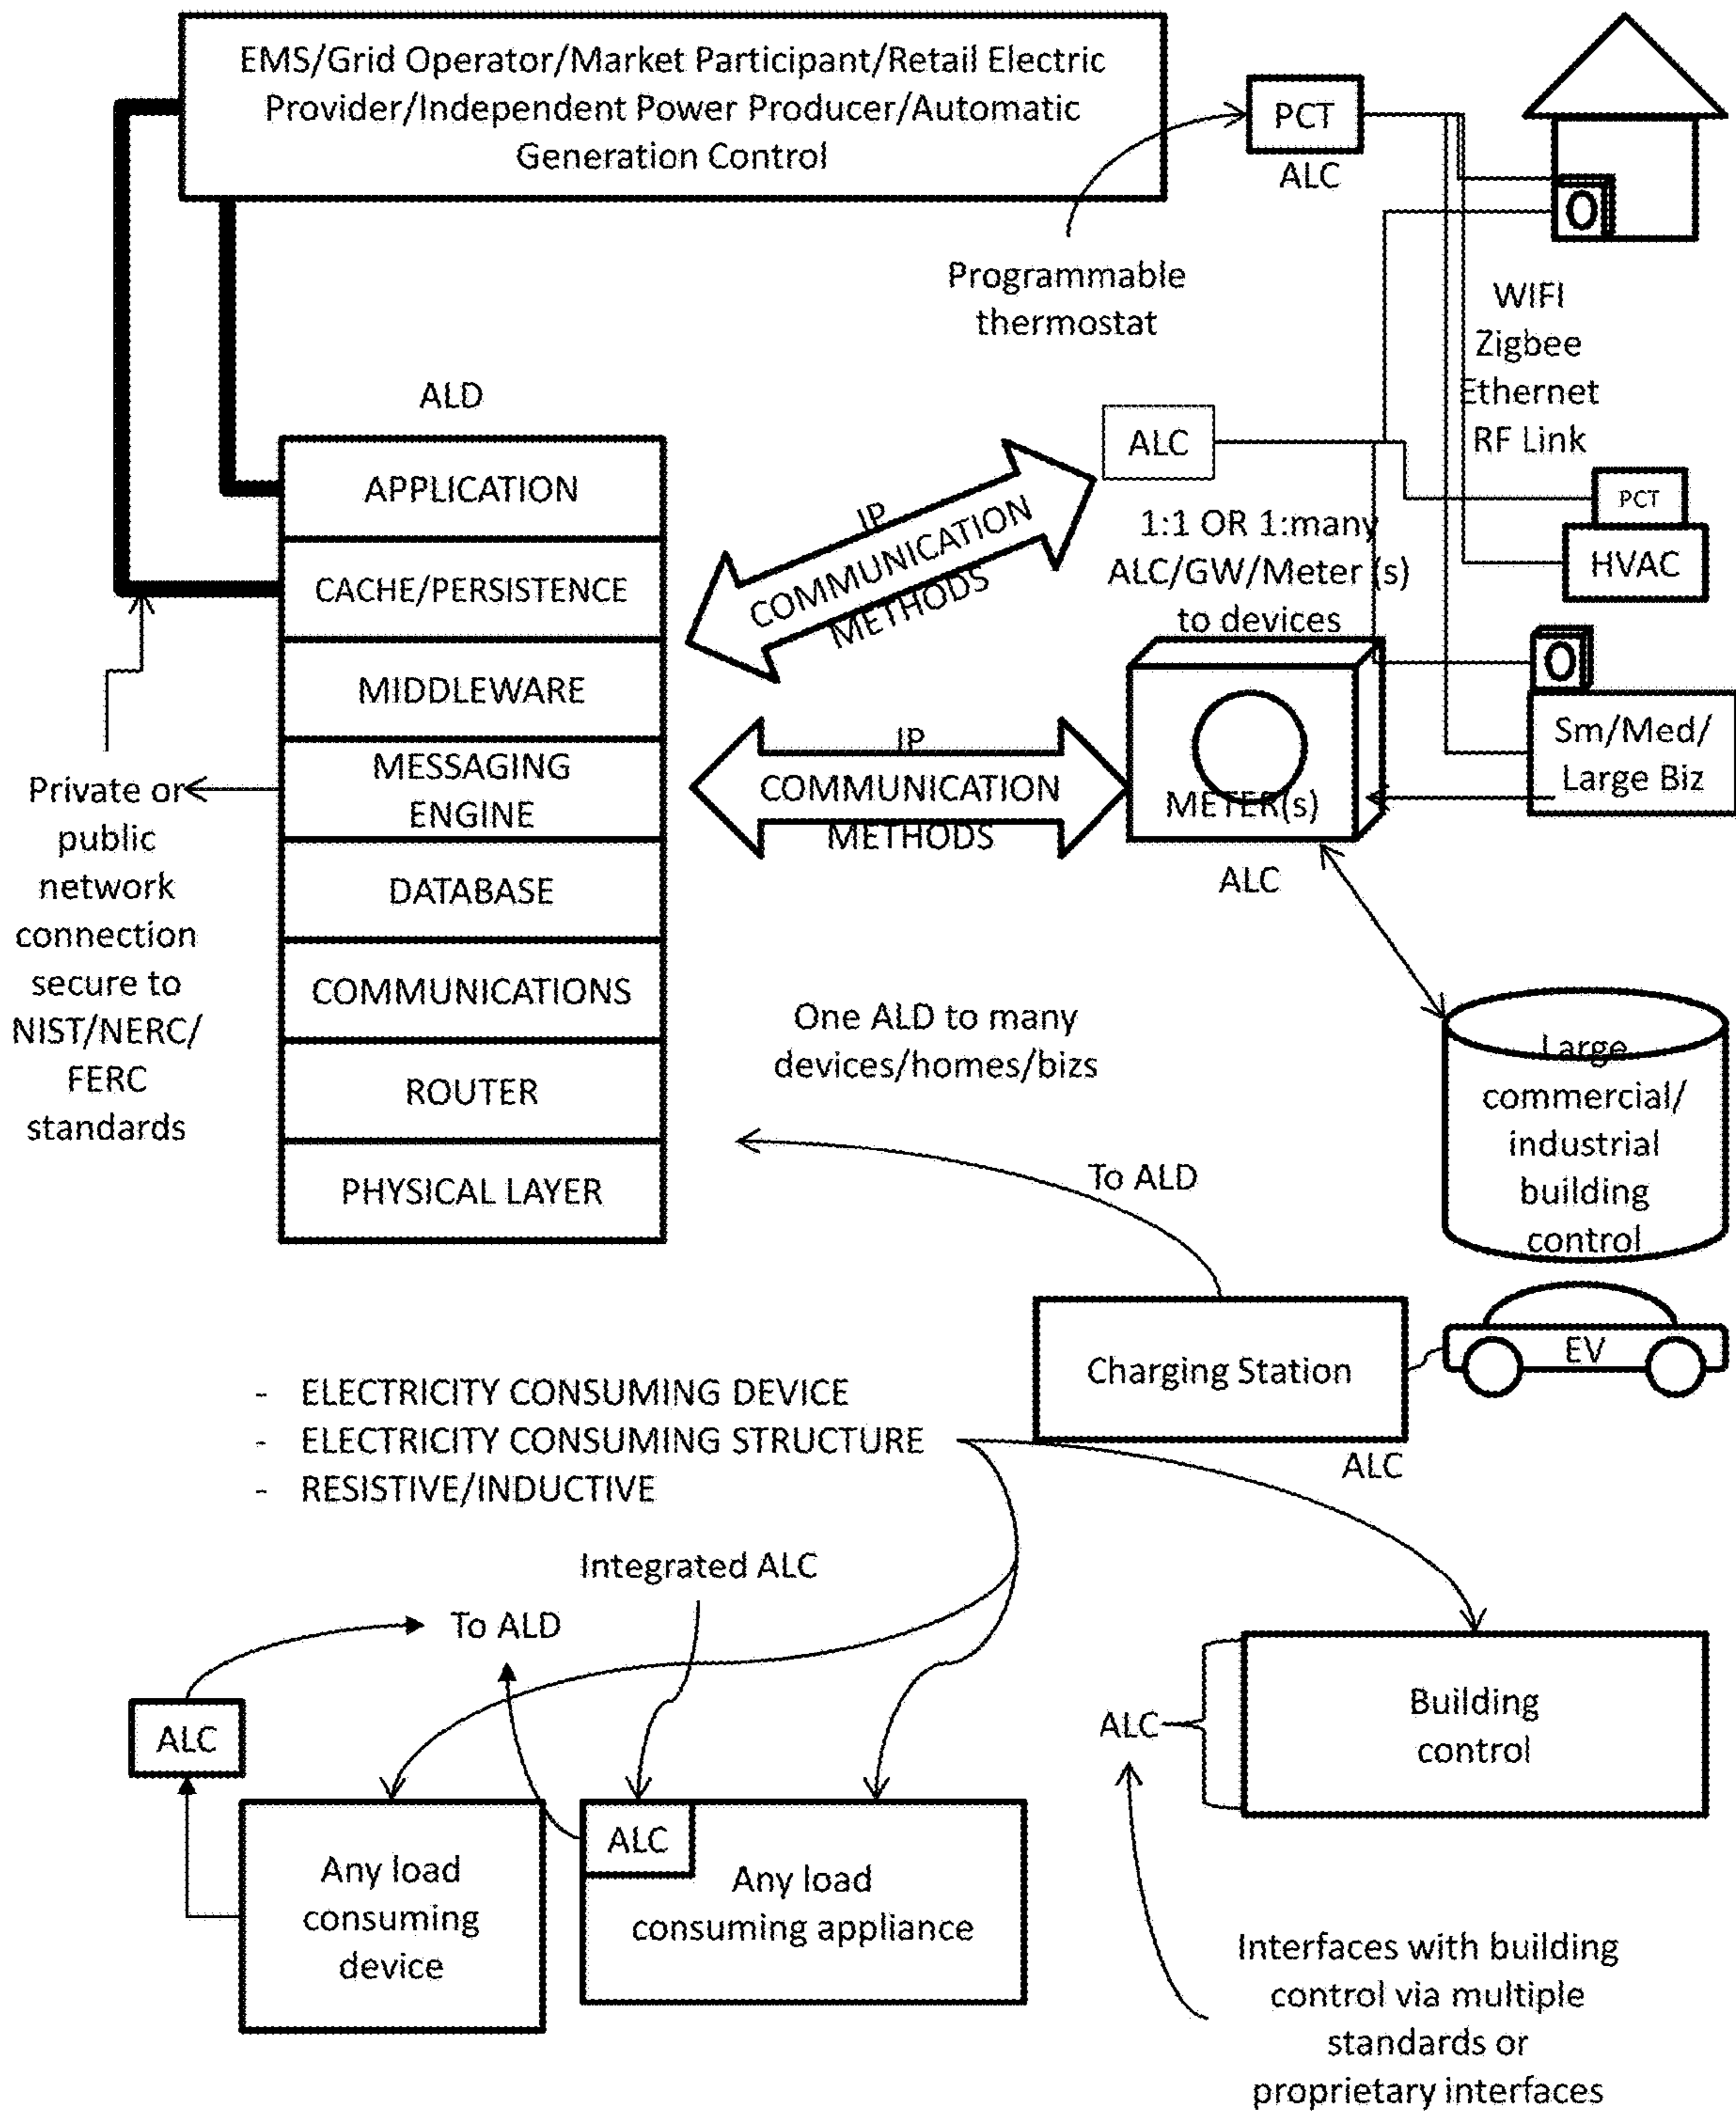 EMS/Grid Operator/Market Participant/Retail Electric
Provider/Independent Power Producer/Automatic
Generation Control
PCT
ALC
Programmable
thermostat
WIFI
Zigbee
Ethernet
RF Link
ALD
APPLICATION
CACHE/PERSISTENCE
MIDDLEWARE
MESSAGING
ENGINE
DATABASE
COMMUNICATIONS
ROUTER
PHYSICAL LAYER
IP
COMMUNICATION
METHODS
ALC
1:1 OR 1:many
ALC/GW/Meter (s)
to devices
PCT
HVAC
IP
COMMUNICATION
METHODS
METER(s)
ALC
Sm/Med/
Large Biz
Private or
public
network
connection
secure to
NIST/NERC/
FERC
standards
One ALD to many
devices/homes/bizs
Large
commercial/
industrial
building
control
To ALD
Charging Station
EV
ALC
- ELECTRICITY CONSUMING DEVICE
- ELECTRICITY CONSUMING STRUCTURE
- RESISTIVE/INDUCTIVE
Integrated ALC
To ALD
ALC
Any load
consuming
device
ALC
Any load
consuming appliance
ALC
Building
control
Interfaces with building
control via multiple
standards or
proprietary interfaces